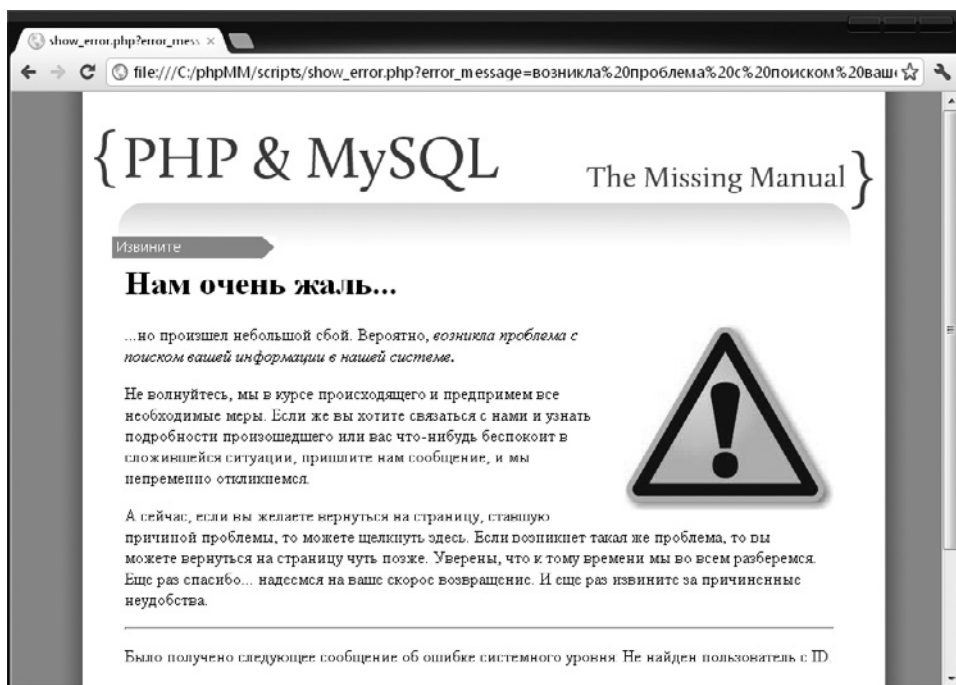 show_error.php?error_mess
file:///C:/phpMM/scripts/show_error.php?error_message=возникла%20проблема%20с%20поиском%20ваше
{PHP & MySQL
The Missing Manual}
Извините
Нам очень жаль...
...но произшел небольшой сбой. Вероятно, возникла проблема с
поиском вашей информации в нашей системе.
Не волнуйтесь, мы в курсе происходящего и предпримем все
необходимые меры. Если же вы хотите связаться с нами и узнать
подробности произошедшего или вас что-нибудь беспокоит в
сложившейся ситуации, пришлите нам сообщение, и мы
непременно откликнемся.
А сейчас, если вы желаете вернуться на страницу, ставшую
причиной проблемы, то можете щелкнуть здесь. Если возникнет такая же проблема, то вы
можете вернуться на страницу чуть позже. Уверены, что к тому времени мы во всем разберемся.
Еще раз спасибо... надеемся на ваше скорое возвращение. И еще раз извините за причиненные
неудобства.
Было получено следующее сообщение об ошибке системного уровня: Не найден пользователь с ID